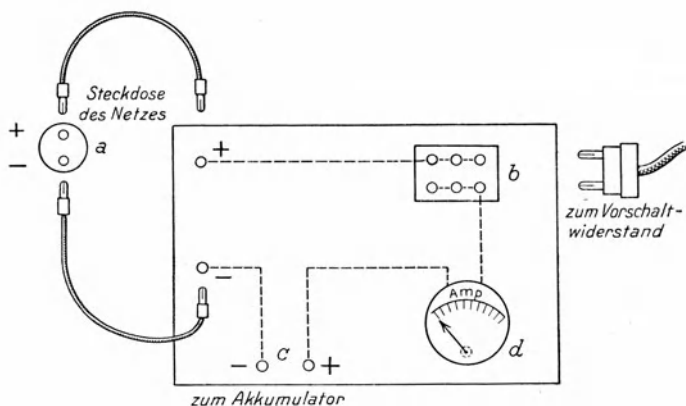 Steckdose
des Netzes
+
a
−
+
b
zum Vorschalt-
widerstand
−
Amp
d
− c +
zum Akkumulator